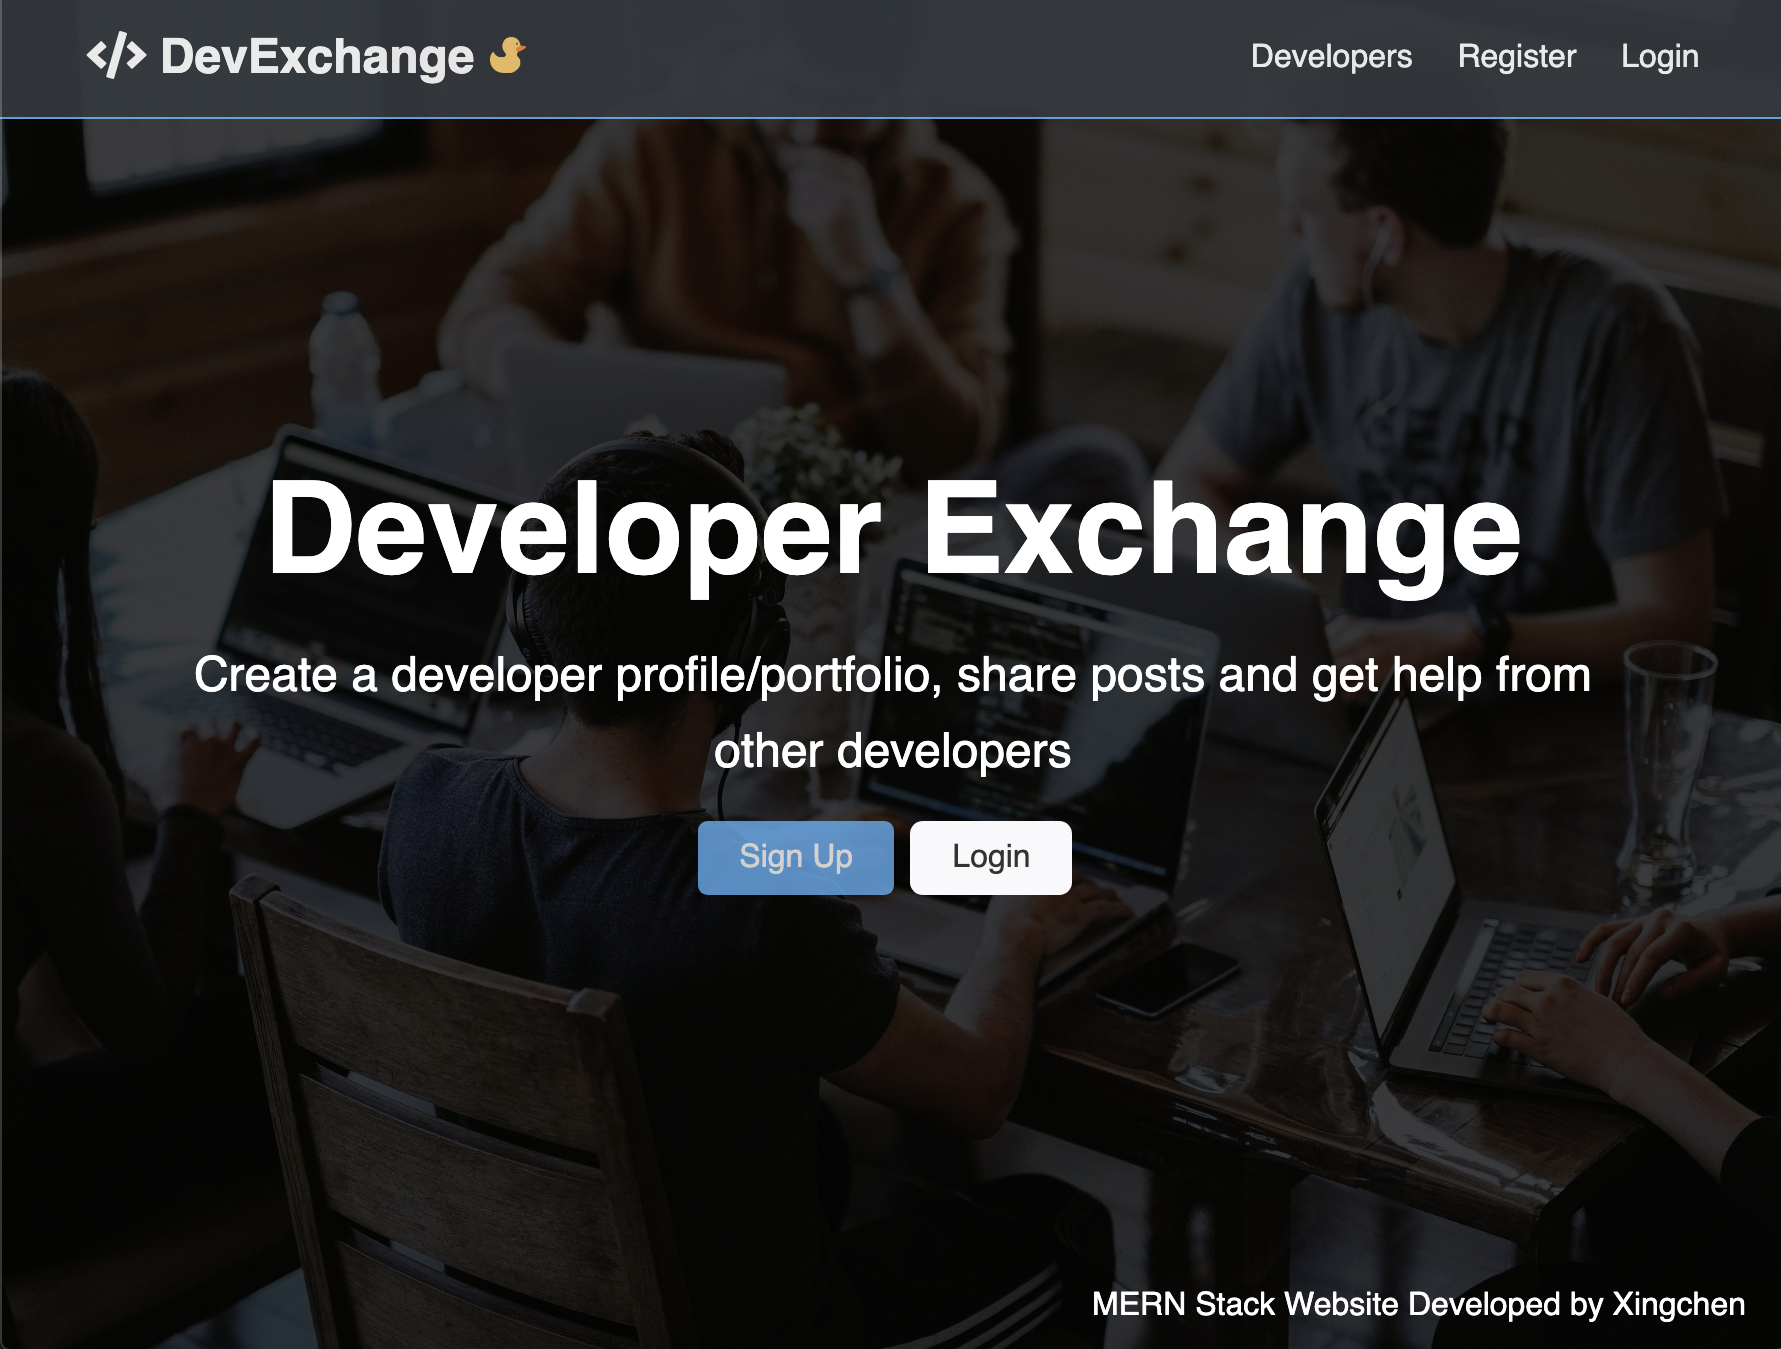 </> DevExchange
Developers Register Login
Developer Exchange
Create a developer profile/portfolio, share posts and get help from
other developers
Sign Up Login
MERN Stack Website Developed by Xingchen